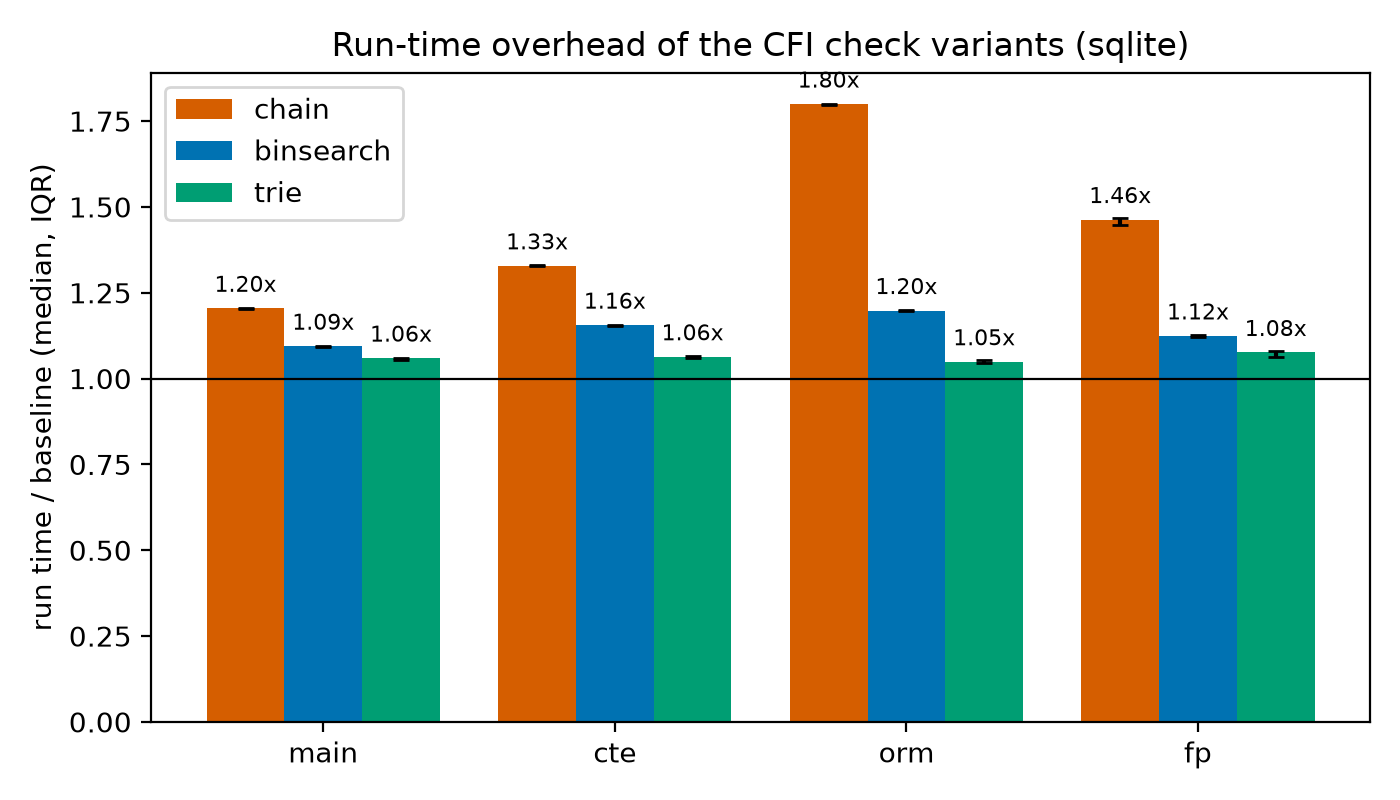 Run-time overhead of the CFI check variants (sqlite)
run time / baseline (median, IQR)
chain
binsearch
trie
1.75
1.50
1.25
1.00
0.75
0.50
0.25
0.00
1.20x
1.09x
1.06x
1.33x
1.16x
1.06x
1.80x
1.20x
1.05x
1.46x
1.12x
1.08x
main
cte
orm
fp